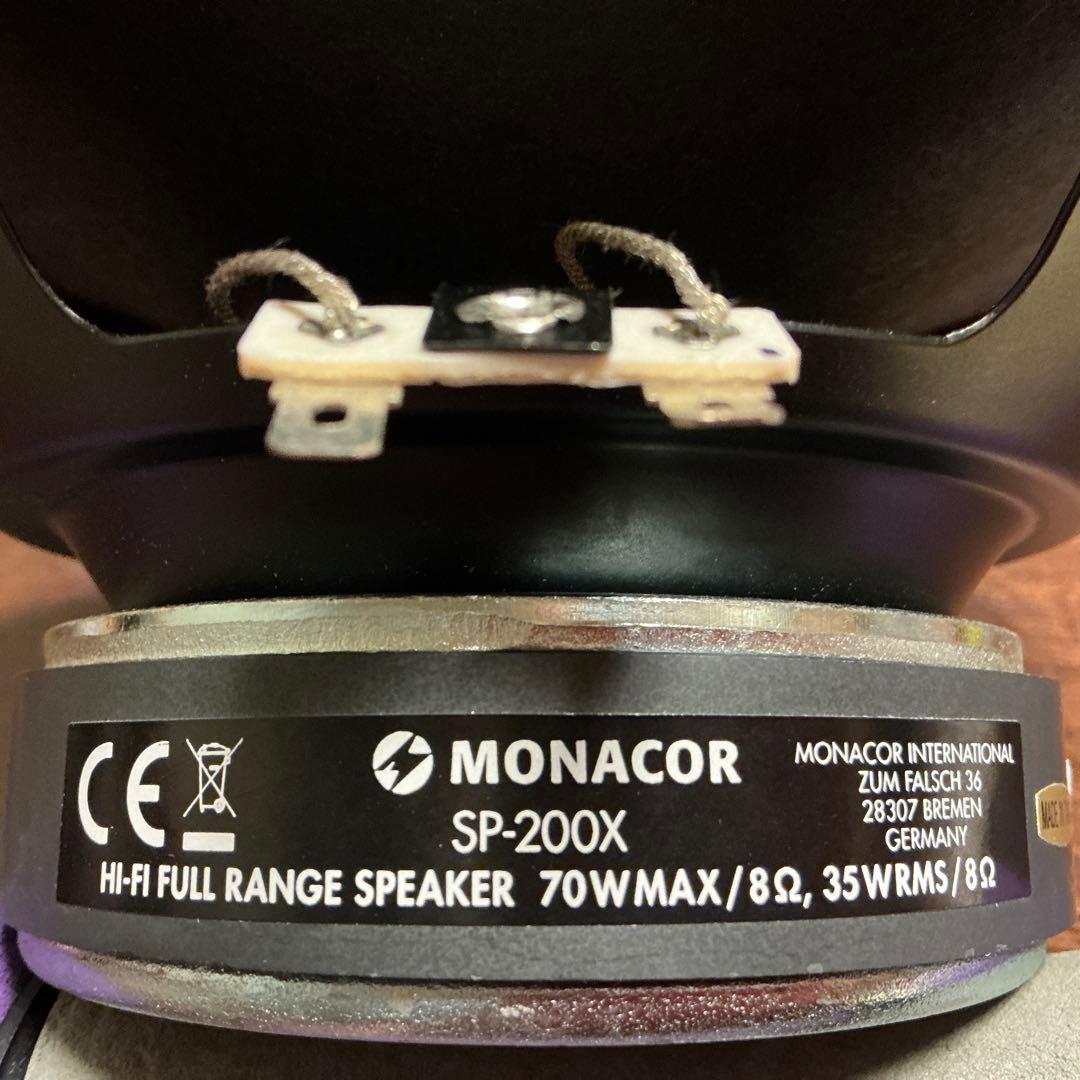 CE
MONACOR
SP-200X
HI-FI FULL RANGE SPEAKER 70WMAX/8Ω, 35WRMS/8Ω
MONACOR INTERNATIONAL
ZUM FALSCH 36
28307 BREMEN
GERMANY
MADE